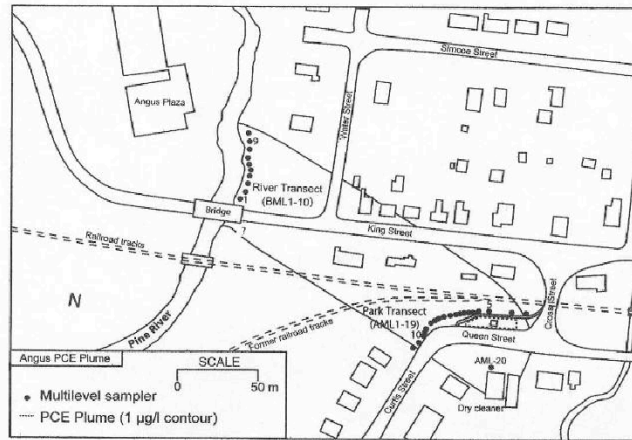 Simcoe Street
Angus Plaza
Water Street
9
River Transect
(BML1-10)
1
Bridge
7
King Street
Railroad tracks
N
Pine River
Former railroad tracks
Park Transect
(AML1-19)
5
10
Queen Street
Cross Street
Curtis Street
AML-20
Dry cleaner
Angus PCE Plume
SCALE
0
50 m
Multilevel sampler
PCE Plume (1 µg/l contour)